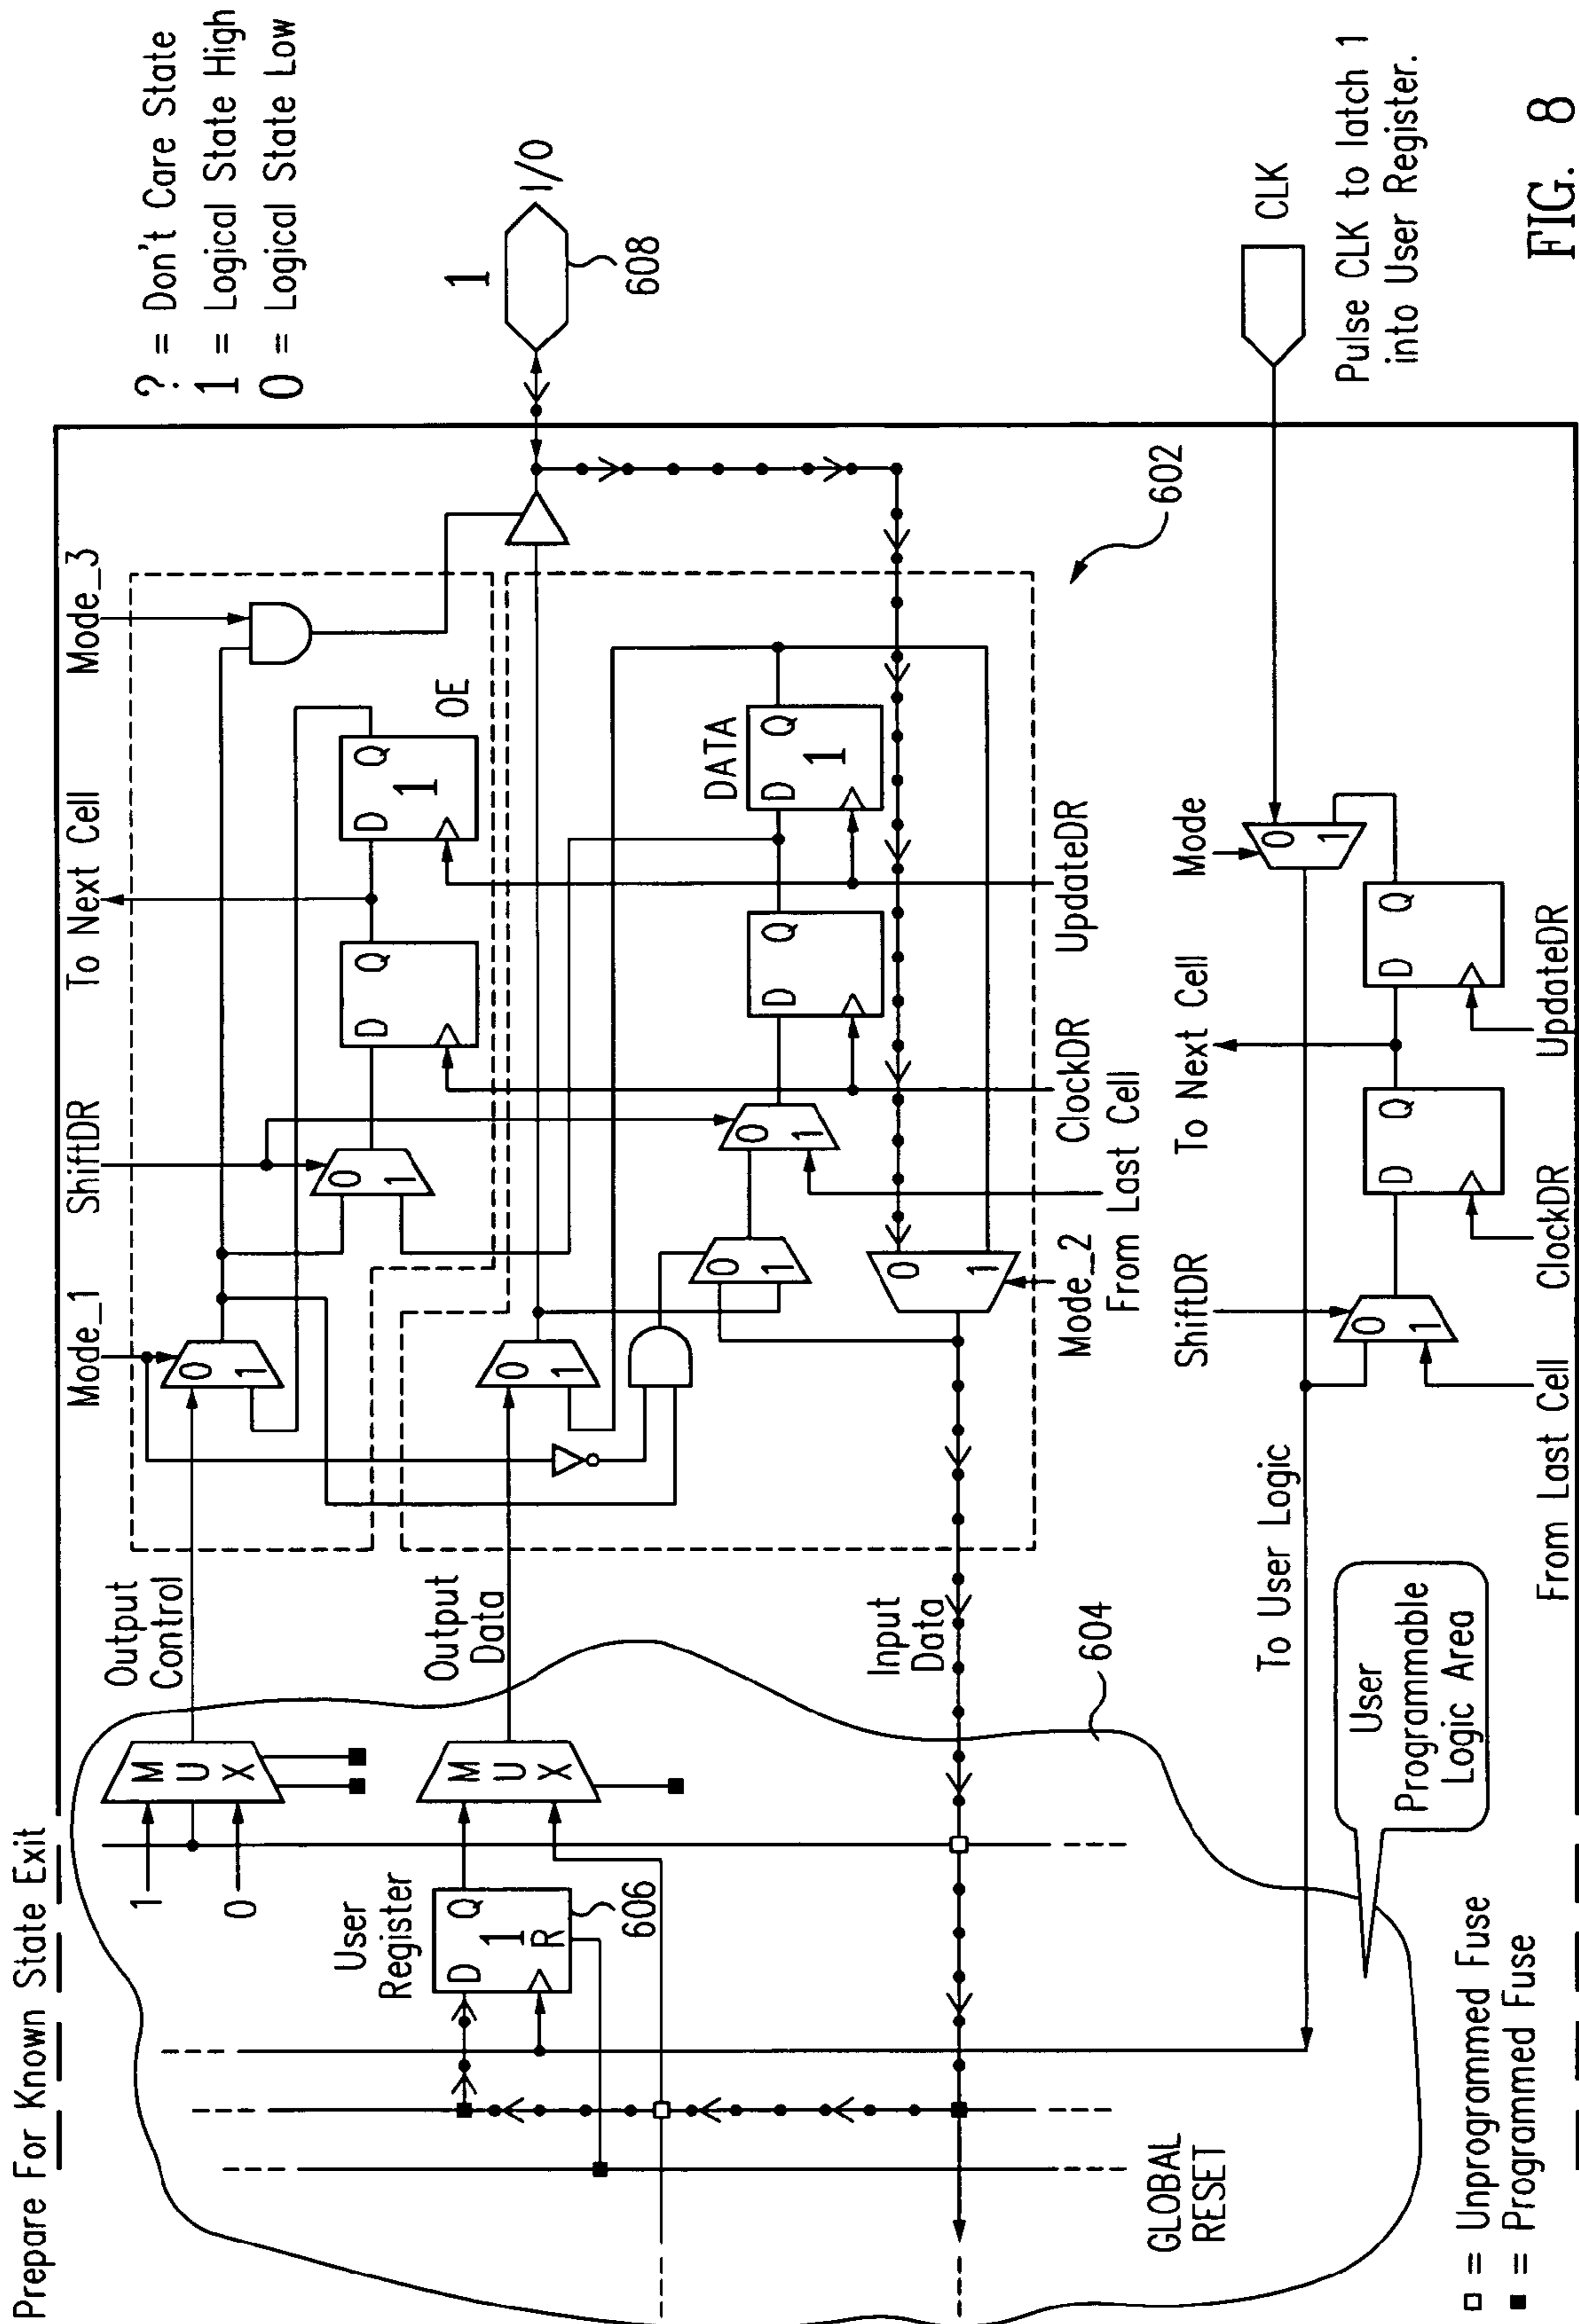 Prepare For Known State Exit
? = Don't Care State
1 = Logical State High
0 = Logical State Low
Mode_1
ShiftDR
To Next Cell
Mode_3
Output
Control
1
0
M
U
X
0
1
0
1
D
Q
D
Q
1
OE
1
I/O
608
User
Register
D
Q
1
R
606
M
U
X
Output
Data
0
1
0
1
0
1
D
Q
DATA
D
Q
1
0
1
Input
Data
Mode_2
From Last Cell
ClockDR
UpdateDR
602
604
GLOBAL
RESET
To User Logic
ShiftDR
To Next Cell
Mode
0
1
CLK
0
1
D
Q
D
Q
Pulse CLK to latch 1
into User Register.
User
Programmable
Logic Area
From Last Cell
ClockDR
UpdateDR
= Unprogrammed Fuse
= Programmed Fuse
FIG. 8